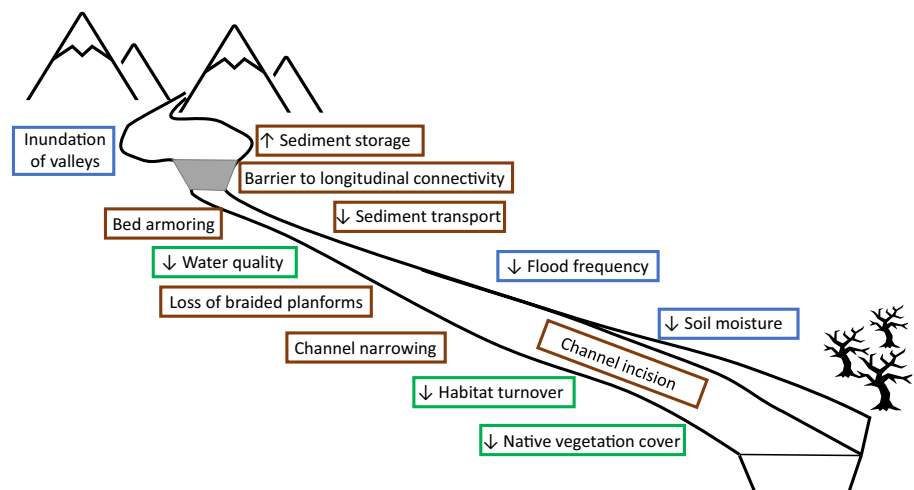 Inundation
of valleys
↑ Sediment storage
Barrier to longitudinal connectivity
↓ Sediment transport
Bed armoring
↓ Water quality
↓ Flood frequency
Loss of braided planforms
↓ Soil moisture
Channel narrowing
Channel incision
↓ Habitat turnover
↓ Native vegetation cover